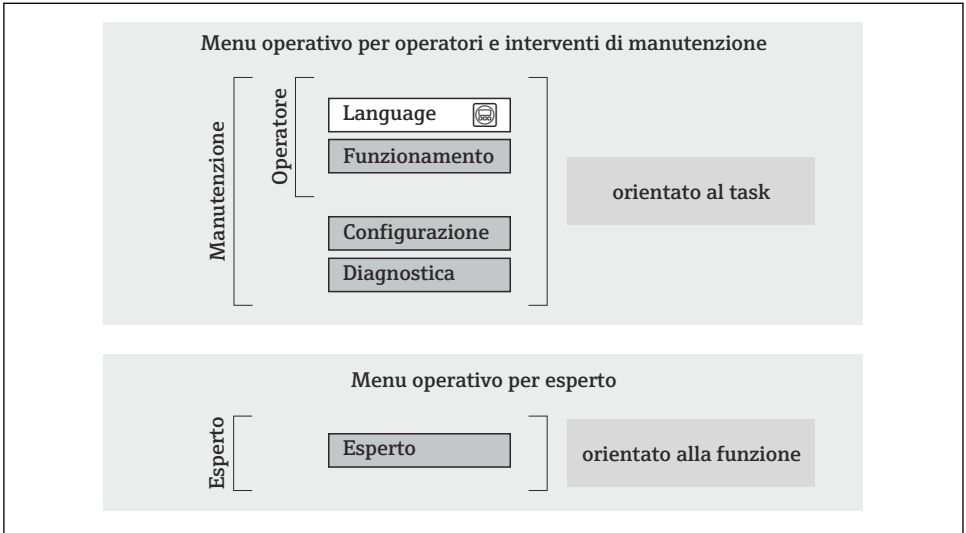 Menu operativo per operatori e interventi di manutenzione
Manutenzione
Operatore
Language
Funzionamento
Configurazione
Diagnostica
orientato al task
Menu operativo per esperto
Esperto
Esperto
orientato alla funzione